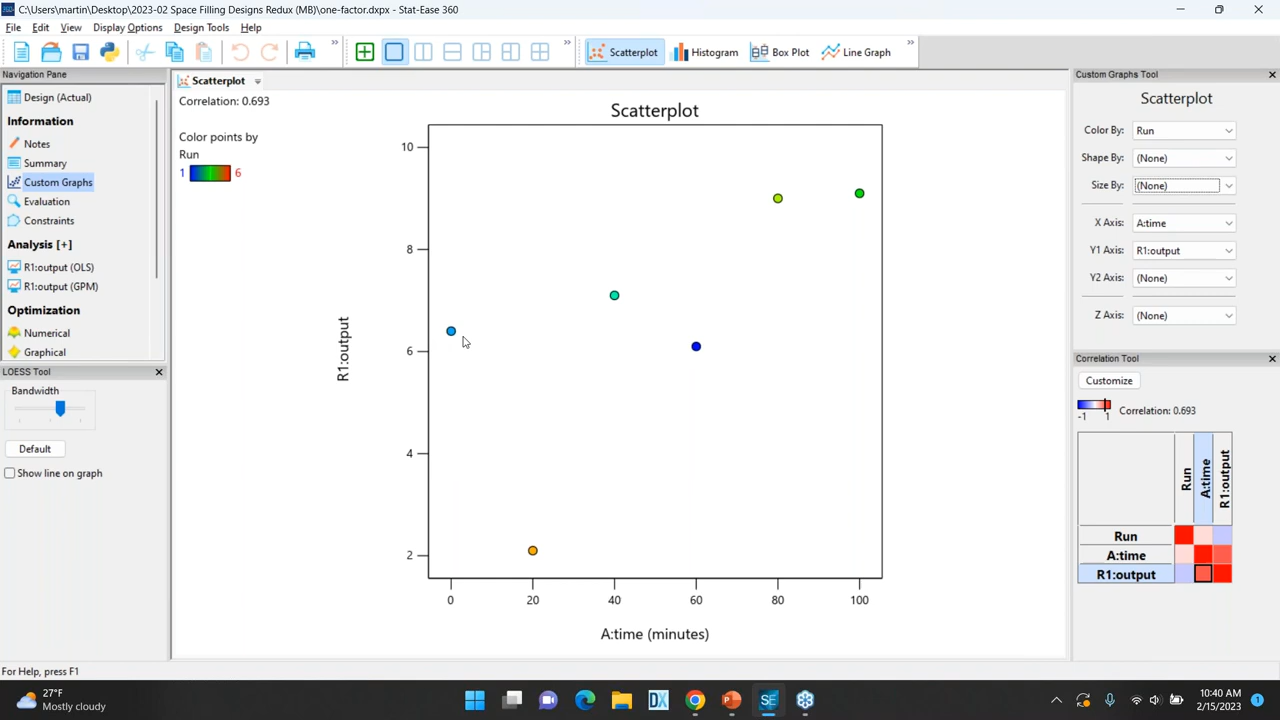 C:\Users\martin\Desktop\2023-02 Space Filling Designs Redux (MB)\one-factor.dxpx - Stat-Ease 360
File Edit View Display Options Design Tools Help
Scatterplot Histogram Box Plot Line Graph
Navigation Pane
Design (Actual)
Information
Notes
Summary
Custom Graphs
Evaluation
Constraints
Analysis [+]
R1:output (OLS)
R1:output (GPM)
Optimization
Numerical
Graphical
LOESS Tool
Bandwidth
Default
Show line on graph
Scatterplot
Correlation: 0.693
Color points by
Run
1 6
Scatterplot
10
8
6
4
2
R1:output
0 20 40 60 80 100
A:time (minutes)
Custom Graphs Tool
Scatterplot
Color By: Run
Shape By: (None)
Size By: (None)
X Axis: A:time
Y1 Axis: R1:output
Y2 Axis: (None)
Z Axis: (None)
Correlation Tool
Customize
-1 1
Correlation: 0.693
Run A:time R1:output
Run
A:time
R1:output
For Help, press F1
27°F
Mostly cloudy
DX
SE
10:40 AM
2/15/2023
1